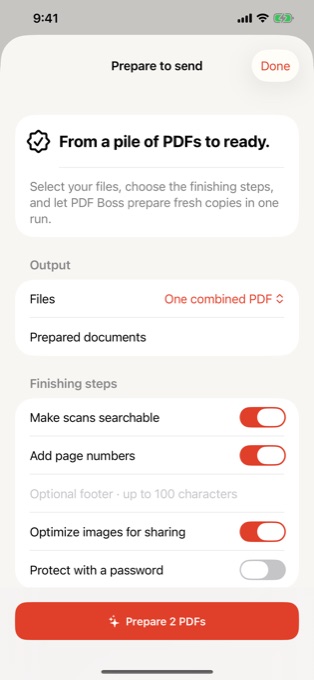 9:41
Prepare to send
Done
From a pile of PDFs to ready.
Select your files, choose the finishing steps,
and let PDF Boss prepare fresh copies in one
run.
Output
Files
One combined PDF
Prepared documents
Finishing steps
Make scans searchable
Add page numbers
Optional footer · up to 100 characters
Optimize images for sharing
Protect with a password
Prepare 2 PDFs